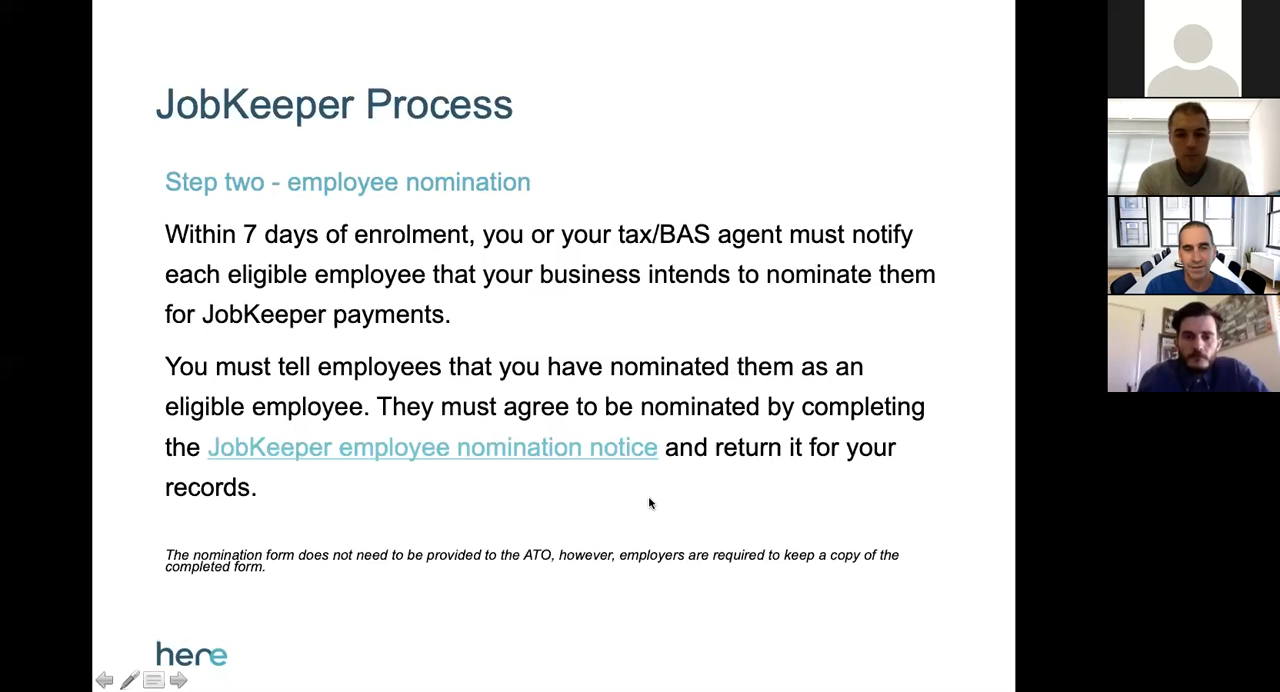 JobKeeper Process
Step two - employee nomination
Within 7 days of enrolment, you or your tax/BAS agent must notify
each eligible employee that your business intends to nominate them
for JobKeeper payments.
You must tell employees that you have nominated them as an
eligible employee. They must agree to be nominated by completing
the JobKeeper employee nomination notice and return it for your
records.
The nomination form does not need to be provided to the ATO, however, employers are required to keep a copy of the
completed form.
here